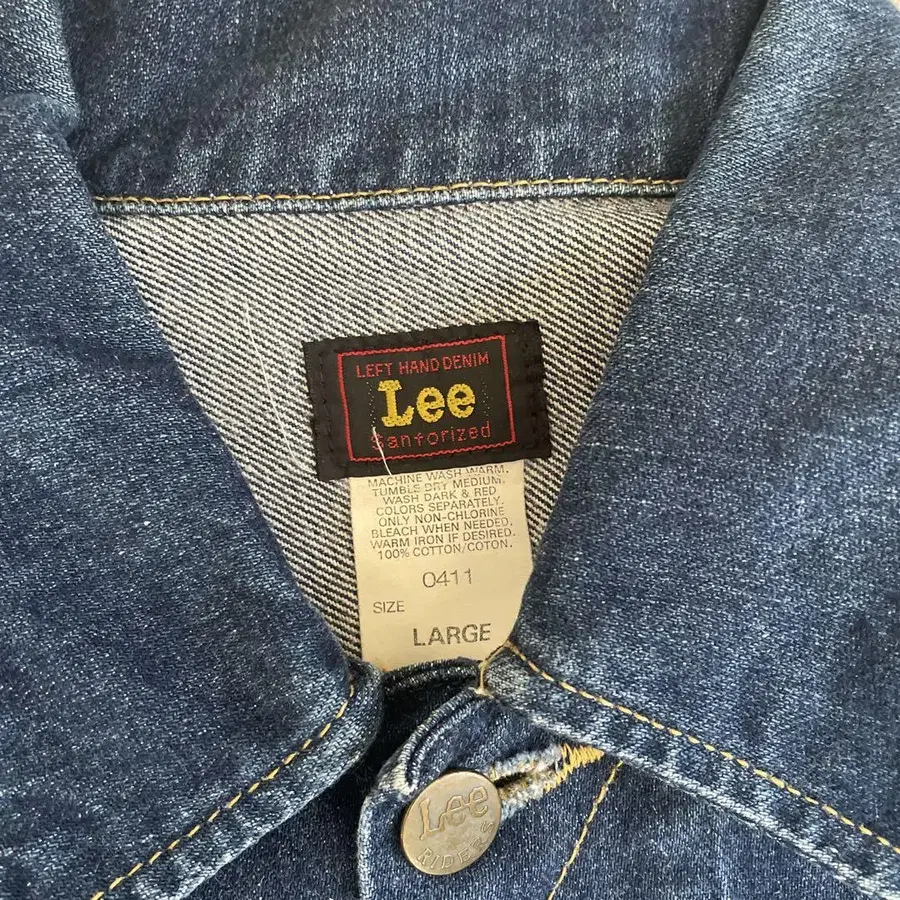 LEFT HAND DENIM
Lee
Sanforized
MACHINE WASH WARM.
TUMBLE DRY MEDIUM.
WASH DARK & RED
COLORS SEPARATELY.
ONLY NON-CHLORINE
BLEACH WHEN NEEDED.
WARM IRON IF DESIRED.
100% COTTON/COTON.
0411
SIZE
LARGE
Lee
RIDERS